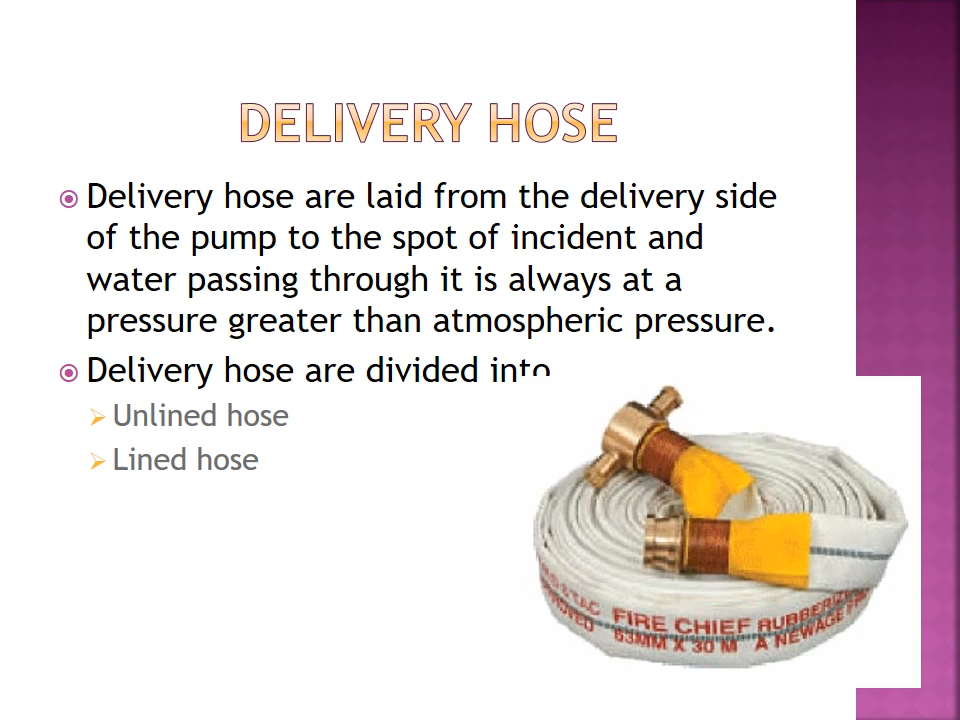 DELIVERY HOSE
Delivery hose are laid from the delivery side
of the pump to the spot of incident and
water passing through it is always at a
pressure greater than atmospheric pressure.
Delivery hose are divided into
Unlined hose
Lined hose
FIRE CHIEF RUBBERIZ
63MM X 30 M A NEWAGE